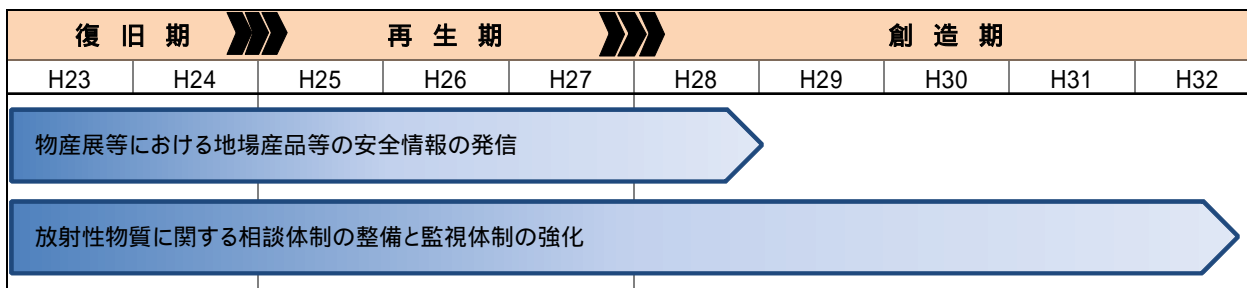 復旧期 再生期 創造期
H23 H24 H25 H26 H27 H28 H29 H30 H31 H32
物産展等における地場産品等の安全情報の発信
放射性物質に関する相談体制の整備と監視体制の強化